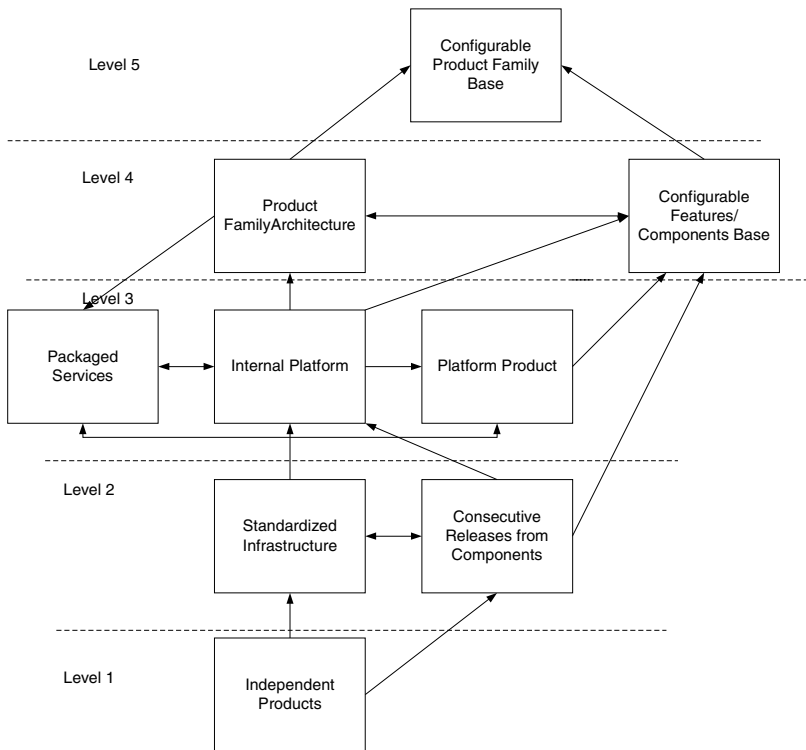 Level 5
Configurable
Product Family
Base
Level 4
Product
FamilyArchitecture
Configurable
Features/
Components Base
Level 3
Packaged
Services
Internal Platform
Platform Product
Level 2
Standardized
Infrastructure
Consecutive
Releases from
Components
Level 1
Independent
Products